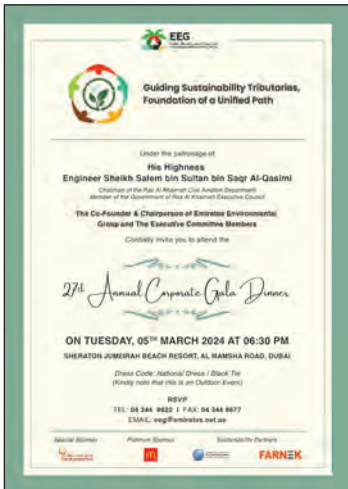 EEG
Guiding Sustainability Tributaries,
Foundation of a Unified Path
Under the patronage of
His Highness
Engineer Sheikh Salem bin Sultan bin Saqr Al-Qasimi
Chairman of the Ras Al Khaimah Civil Aviation Department
Member of the Government of Ras Al Khaimah Executive Council
The Co-Founder & Chairperson of Emirates Environmental
Group and The Executive Committee Members
Cordially invite you to attend the
27th Annual Corporate Gala Dinner
ON TUESDAY, 05TH MARCH 2024 AT 06:30 PM
SHERATON JUMEIRAH BEACH RESORT, AL MAMSHA ROAD, DUBAI
Dress Code: National Dress / Black Tie
(Kindly note that this is an Outdoor Event)
RSVP
TEL: 04 344 8622 | FAX: 04 344 8677
EMAIL: eeg@emirates.net.ae
Special Sponsor Platinum Sponsor Sustainability Partners
FARNEK